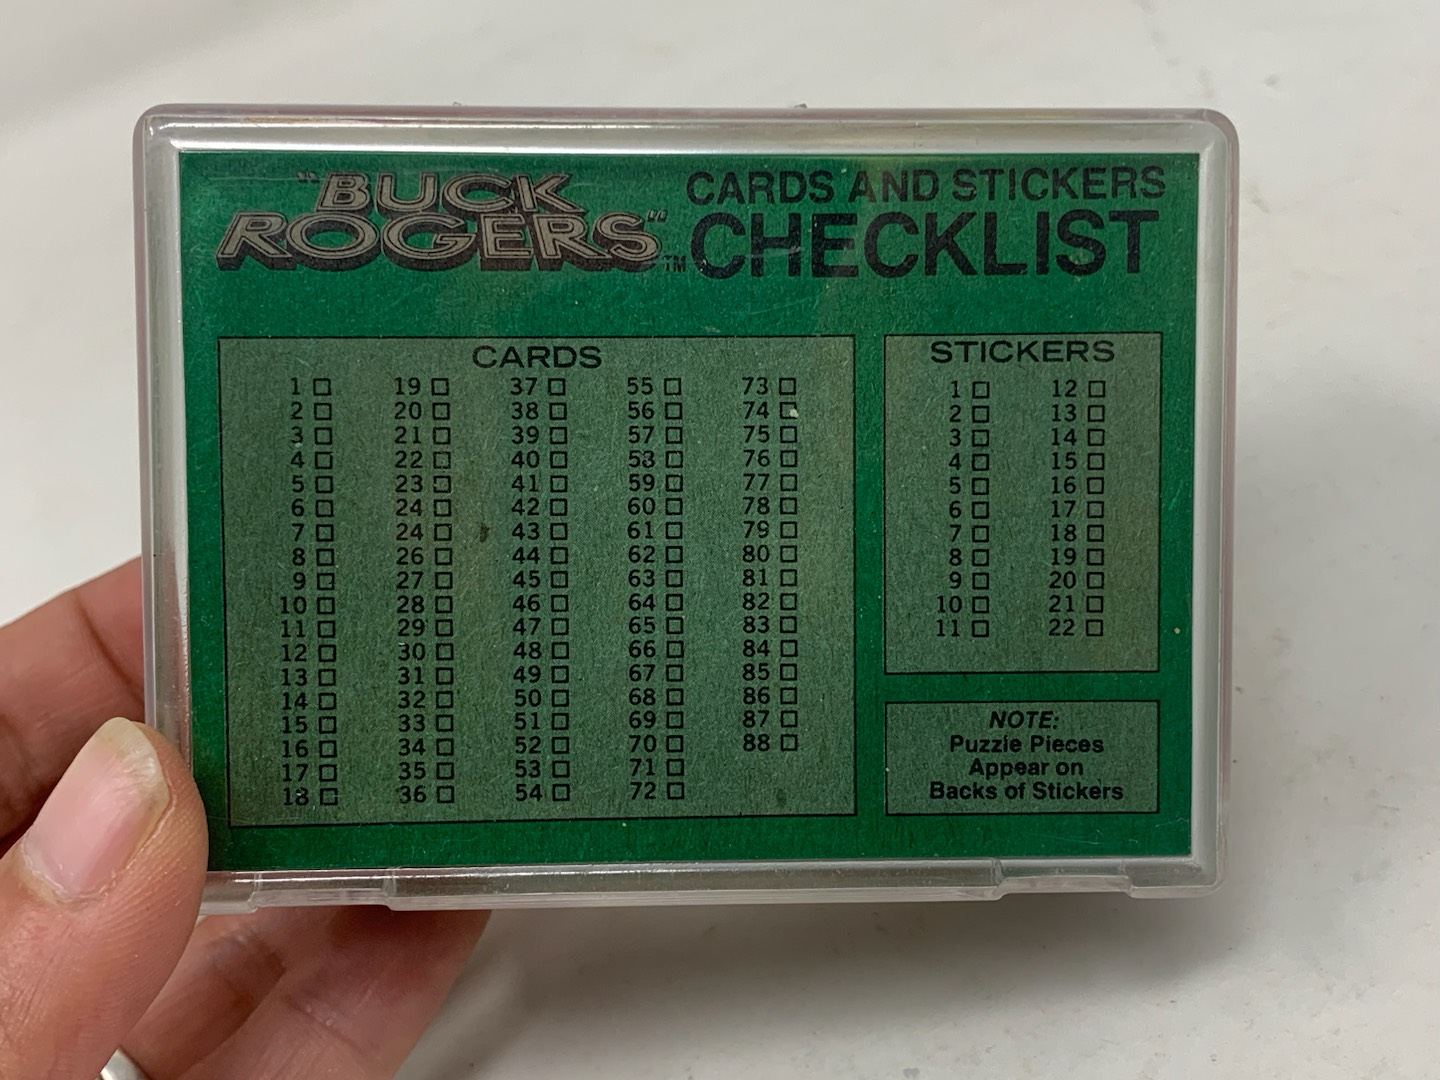 "BUCK
ROGERS"™
CARDS AND STICKERS
CHECKLIST
CARDS
1 □ 19 □ 37 □ 55 □ 73 □
2 □ 20 □ 38 □ 56 □ 74 □
3 □ 21 □ 39 □ 57 □ 75 □
4 □ 22 □ 40 □ 58 □ 76 □
5 □ 23 □ 41 □ 59 □ 77 □
6 □ 24 □ 42 □ 60 □ 78 □
7 □ 24 □ 43 □ 61 □ 79 □
8 □ 26 □ 44 □ 62 □ 80 □
9 □ 27 □ 45 □ 63 □ 81 □
10 □ 28 □ 46 □ 64 □ 82 □
11 □ 29 □ 47 □ 65 □ 83 □
12 □ 30 □ 48 □ 66 □ 84 □
13 □ 31 □ 49 □ 67 □ 85 □
14 □ 32 □ 50 □ 68 □ 86 □
15 □ 33 □ 51 □ 69 □ 87 □
16 □ 34 □ 52 □ 70 □ 88 □
17 □ 35 □ 53 □ 71 □
18 □ 36 □ 54 □ 72 □
STICKERS
1 □ 12 □
2 □ 13 □
3 □ 14 □
4 □ 15 □
5 □ 16 □
6 □ 17 □
7 □ 18 □
8 □ 19 □
9 □ 20 □
10 □ 21 □
11 □ 22 □
NOTE:
Puzzle Pieces
Appear on
Backs of Stickers